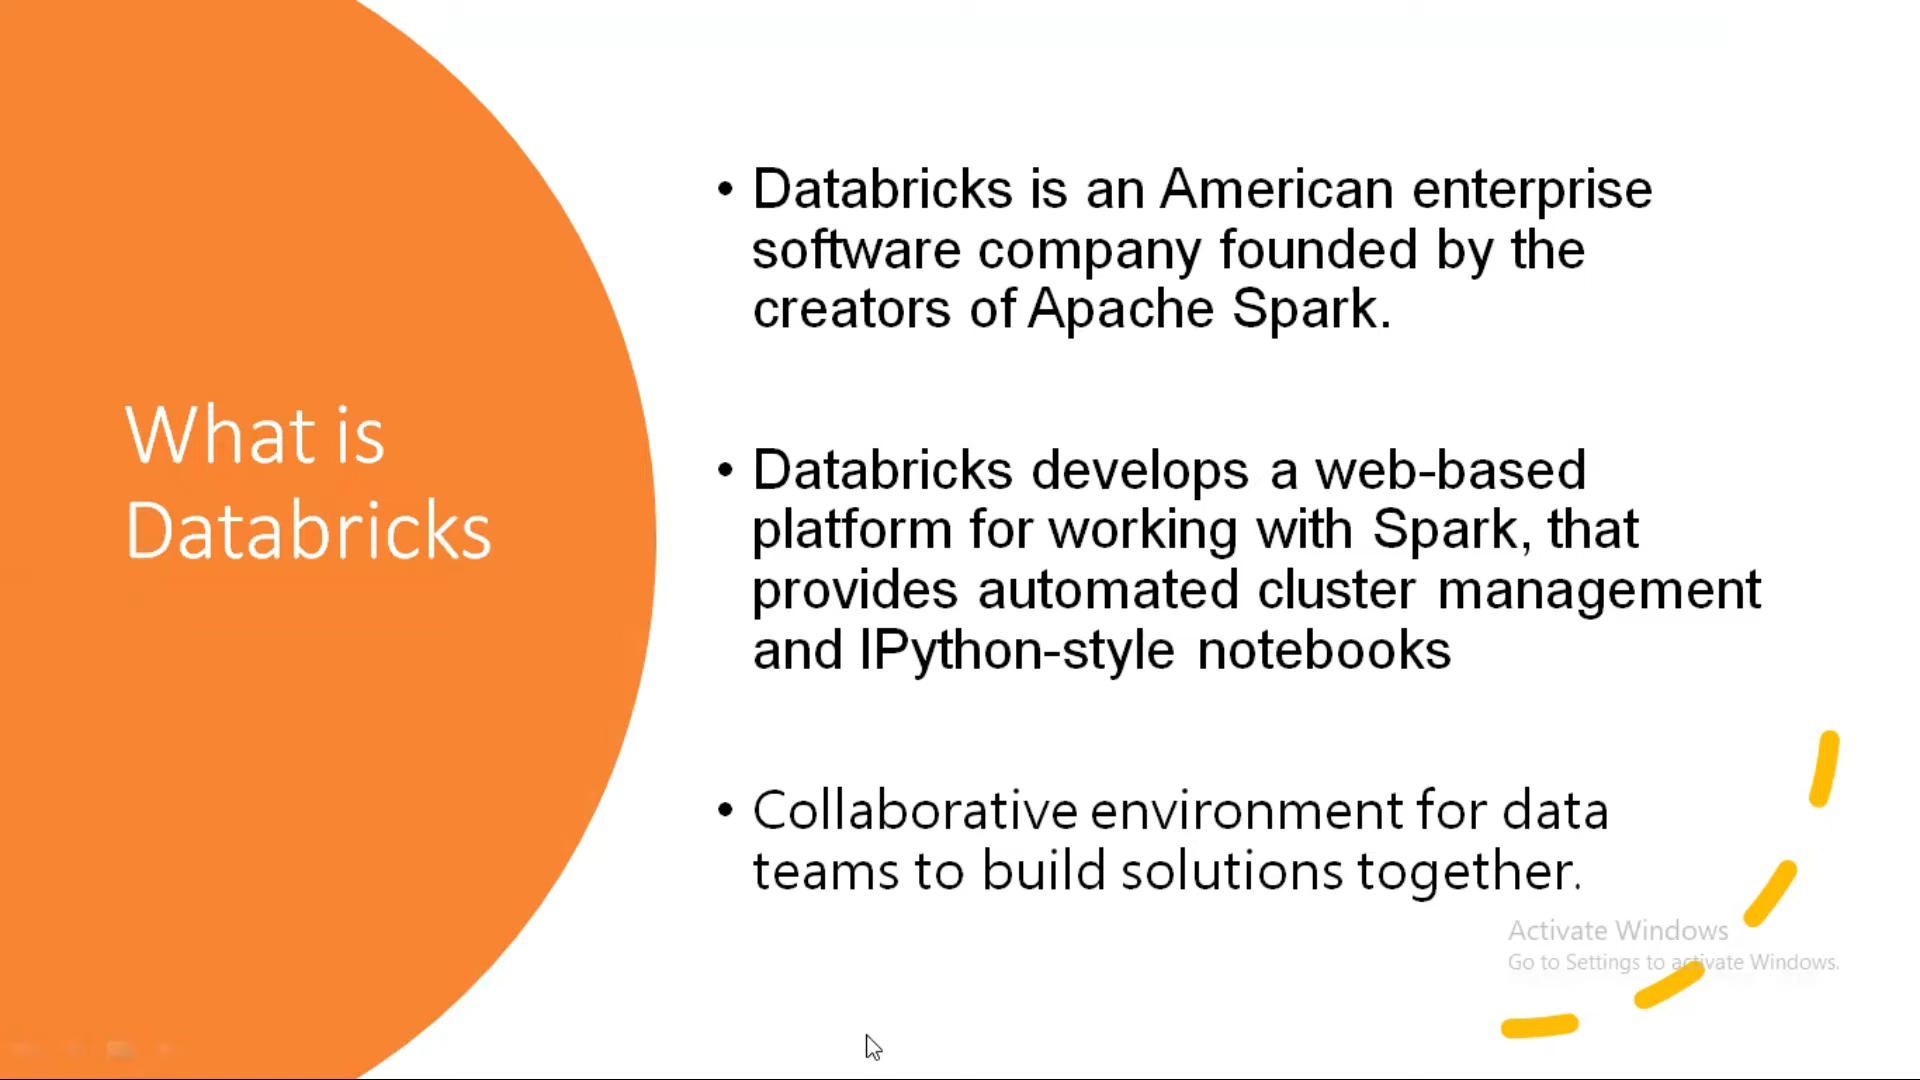 What is
Databricks
• Databricks is an American enterprise
software company founded by the
creators of Apache Spark.
• Databricks develops a web-based
platform for working with Spark, that
provides automated cluster management
and IPython-style notebooks
• Collaborative environment for data
teams to build solutions together.
Activate Windows
Go to Settings to activate Windows.